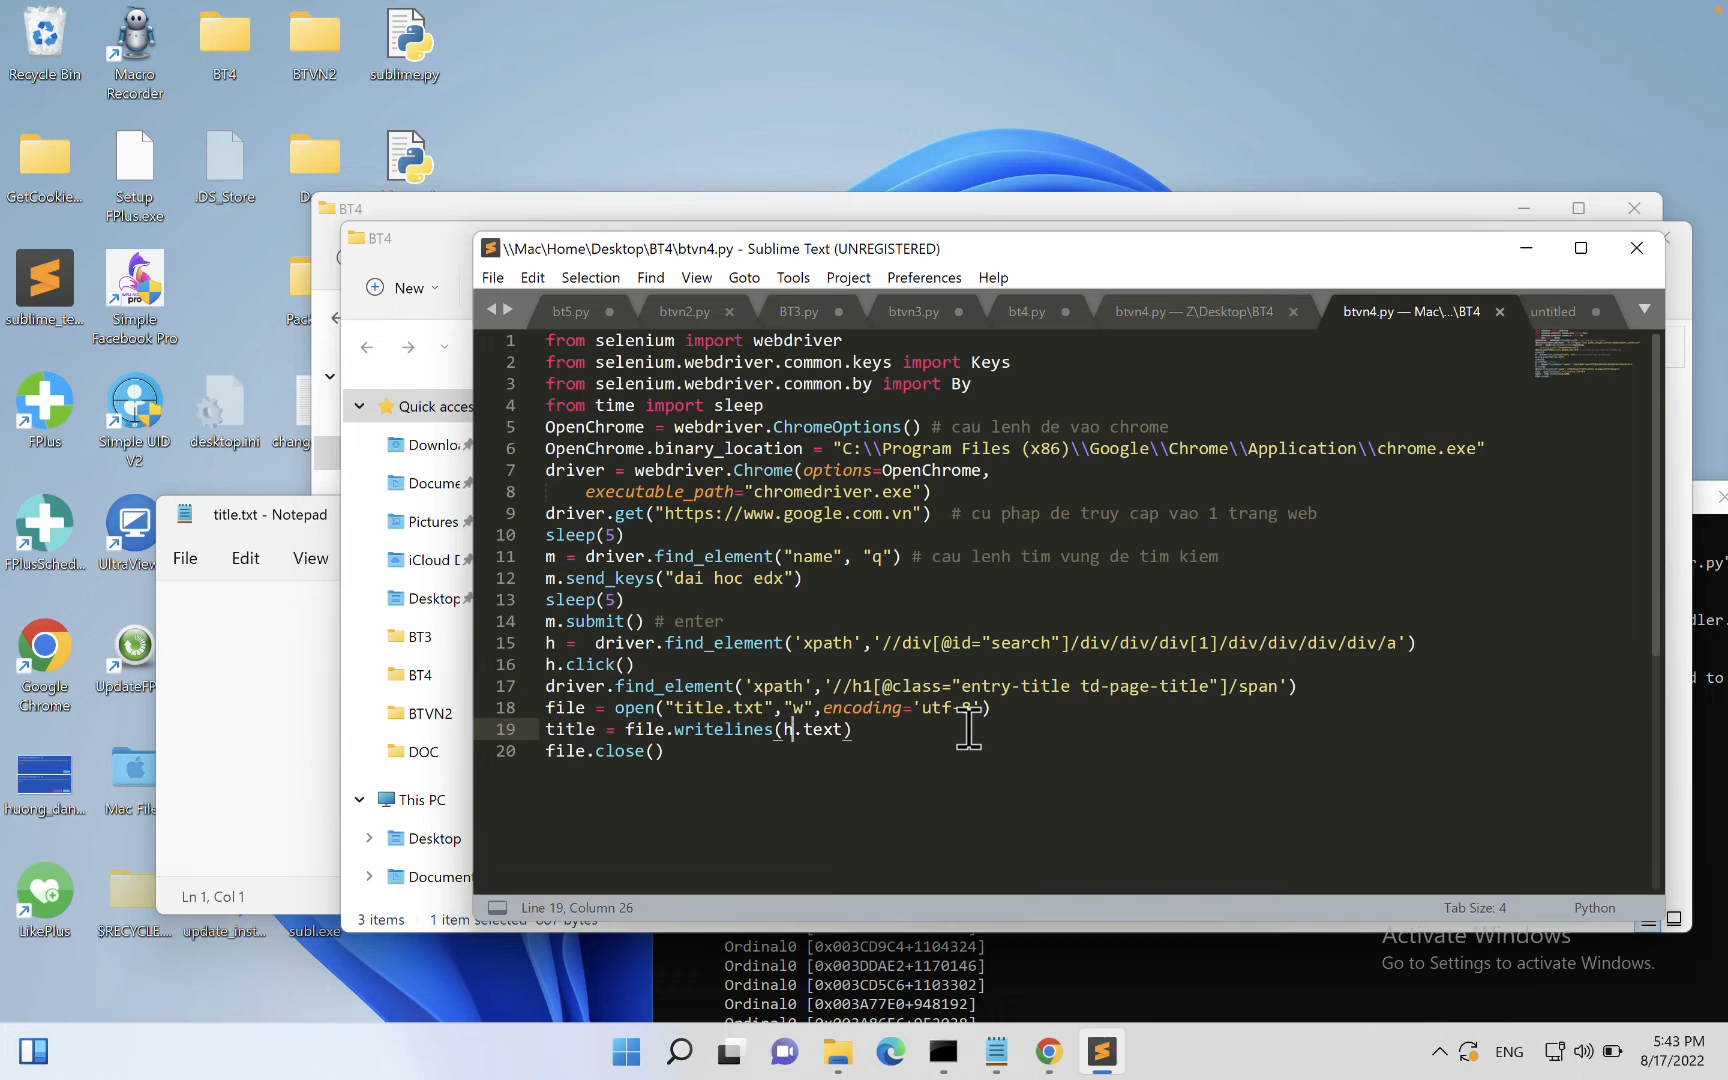 Recycle Bin
Macro Recorder
BT4
BTVN2
sublime.py
GetCookie...
Setup FPlus.exe
.DS_Store
sublime_te...
Simple Facebook Pro
FPlus
Simple UID V2
desktop.ini
FPlusSched...
UltraView
Google Chrome
huong_dan...
Mac File
LikePlus
$RECYCLE....
update_inst...
subl.exe
BT4
BT4
New
Quick access
Pictures
BT3
BT4
BTVN2
DOC
This PC
Desktop
3 items
title.txt - Notepad
File Edit View
Ln 1, Col 1
\\Mac\Home\Desktop\BT4\btvn4.py - Sublime Text (UNREGISTERED)
File Edit Selection Find View Goto Tools Project Preferences Help
bt5.py btvn2.py BT3.py btvn3.py bt4.py btvn4.py — Z\Desktop\BT4 btvn4.py — Mac\...\BT4 untitled
1 from selenium import webdriver
2 from selenium.webdriver.common.keys import Keys
3 from selenium.webdriver.common.by import By
4 from time import sleep
5 OpenChrome = webdriver.ChromeOptions() # cau lenh de vao chrome
6 OpenChrome.binary_location = "C:\\Program Files (x86)\\Google\\Chrome\\Application\\chrome.exe"
7 driver = webdriver.Chrome(options=OpenChrome,
8 executable_path="chromedriver.exe")
9 driver.get("https://www.google.com.vn") # cu phap de truy cap vao 1 trang web
10 sleep(5)
11 m = driver.find_element("name", "q") # cau lenh tim vung de tim kiem
12 m.send_keys("dai hoc edx")
13 sleep(5)
14 m.submit() # enter
15 h = driver.find_element('xpath','//div[@id="search"]/div/div/div[1]/div/div/div/div/a')
16 h.click()
17 driver.find_element('xpath','//h1[@class="entry-title td-page-title"]/span')
18 file = open("title.txt","w",encoding='utf-8')
19 title = file.writelines(h.text)
20 file.close()
Line 19, Column 26
Tab Size: 4
Python
Ordinal0 [0x003CD9C4+1104324]
Ordinal0 [0x003DDAE2+1170146]
Ordinal0 [0x003CD5C6+1103302]
Ordinal0 [0x003A77E0+948192]
Activate Windows
Go to Settings to activate Windows.
ENG
5:43 PM
8/17/2022